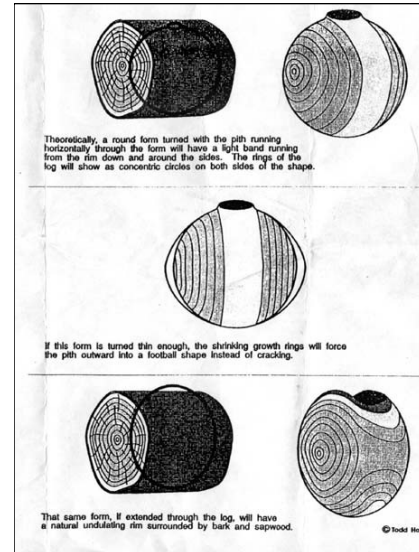 Theoretically, a round form turned with the pith running
horizontally through the form will have a light band running
from the rim down and around the sides. The rings of the
log will show as concentric circles on both sides of the shape.
If this form is turned thin enough, the shrinking growth rings will force
the pith outward into a football shape instead of cracking.
That same form, if extended through the log, will have
a natural undulating rim surrounded by bark and sapwood.
©Todd Ho